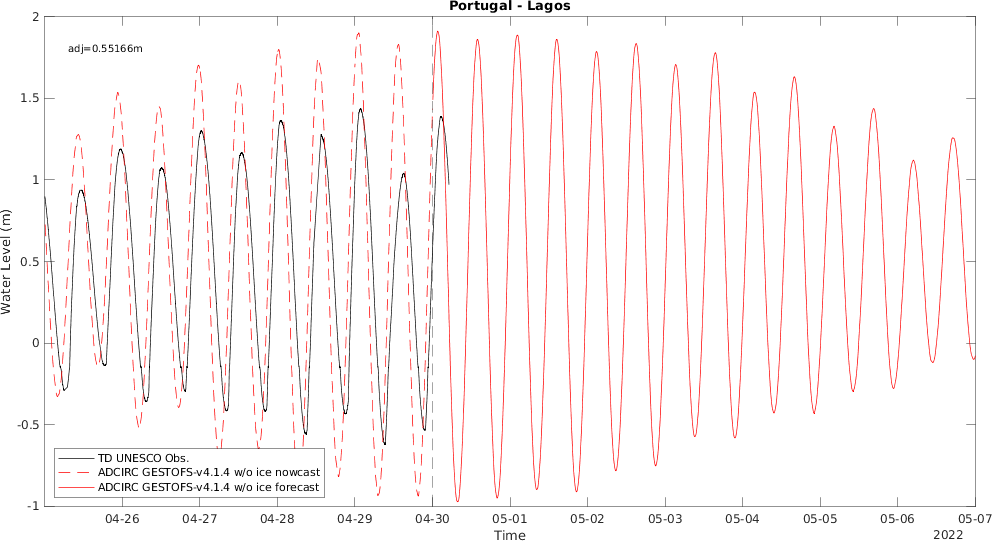 Portugal - Lagos
adj=0.55166m
Water Level (m)
2
1.5
1
0.5
0
-0.5
-1
TD UNESCO Obs.
ADCIRC GESTOFS-v4.1.4 w/o ice nowcast
ADCIRC GESTOFS-v4.1.4 w/o ice forecast
04-26 04-27 04-28 04-29 04-30 05-01 05-02 05-03 05-04 05-05 05-06 05-07
Time
2022